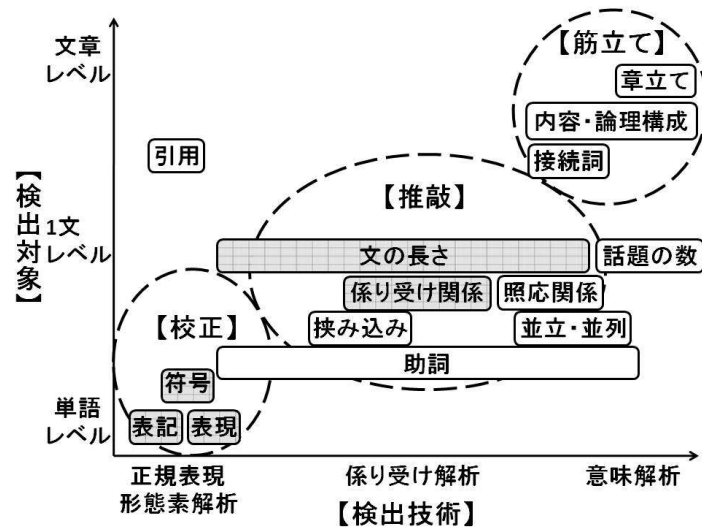 文章
レベル
【筋立て】
章立て
内容・論理構成
接続詞
引用
【検出対象】
【推敲】
1文
レベル
文の長さ
話題の数
係り受け関係
照応関係
【校正】
挟み込み
並立・並列
助詞
符号
単語
レベル
表記
表現
正規表現
形態素解析
係り受け解析
意味解析
【検出技術】